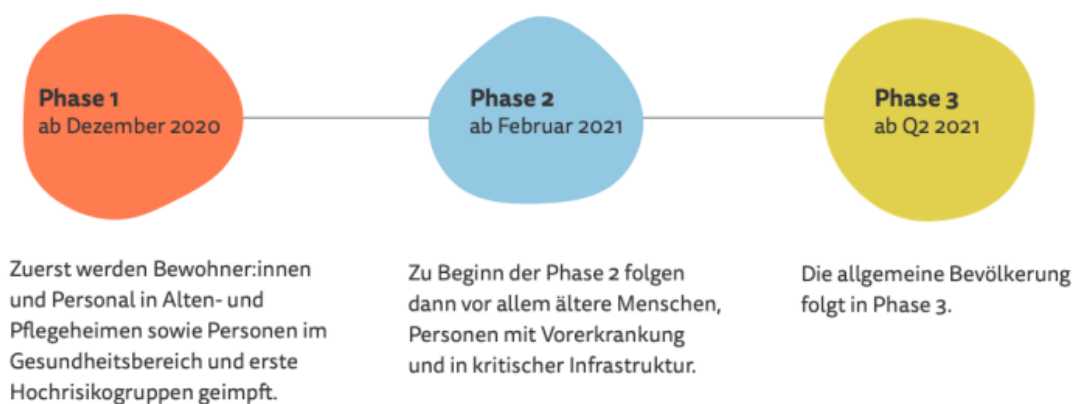 Phase 1
ab Dezember 2020
Phase 2
ab Februar 2021
Phase 3
ab Q2 2021
Zuerst werden Bewohner:innen
und Personal in Alten- und
Pflegeheimen sowie Personen im
Gesundheitsbereich und erste
Hochrisikogruppen geimpft.
Zu Beginn der Phase 2 folgen
dann vor allem ältere Menschen,
Personen mit Vorerkrankung
und in kritischer Infrastruktur.
Die allgemeine Bevölkerung
folgt in Phase 3.